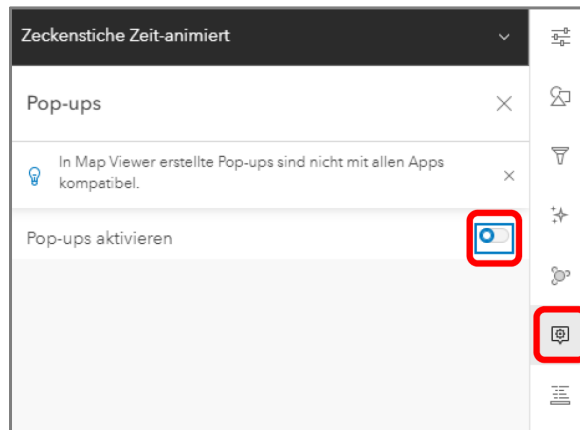 Zeckenstiche Zeit-animiert
Pop-ups
In Map Viewer erstellte Pop-ups sind nicht mit allen Apps
kompatibel.
Pop-ups aktivieren